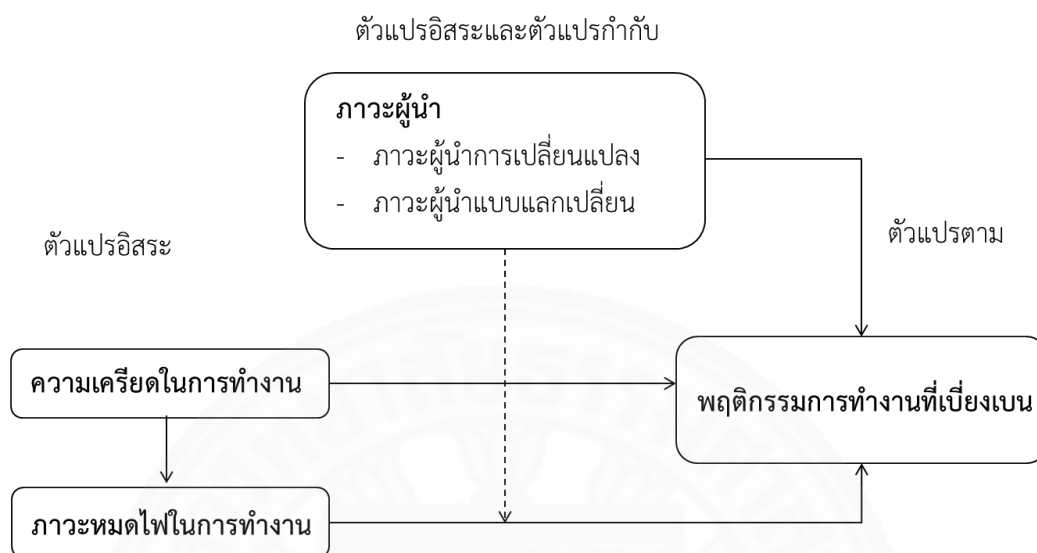 ตัวแปรอิสระและตัวแปรกำกับ
ภาวะผู้นำ
- ภาวะผู้นำการเปลี่ยนแปลง
- ภาวะผู้นำแบบแลกเปลี่ยน
ตัวแปรอิสระ
ตัวแปรตาม
ความเครียดในการทำงาน
พฤติกรรมการทำงานที่เบี่ยงเบน
ภาวะหมดไฟในการทำงาน